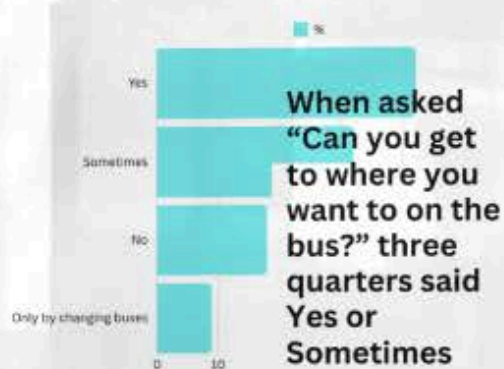 %
Yes
Sometimes
No
Only by changing buses
0
10
When asked
“Can you get
to where you
want to on the
bus?” three
quarters said
Yes or
Sometimes